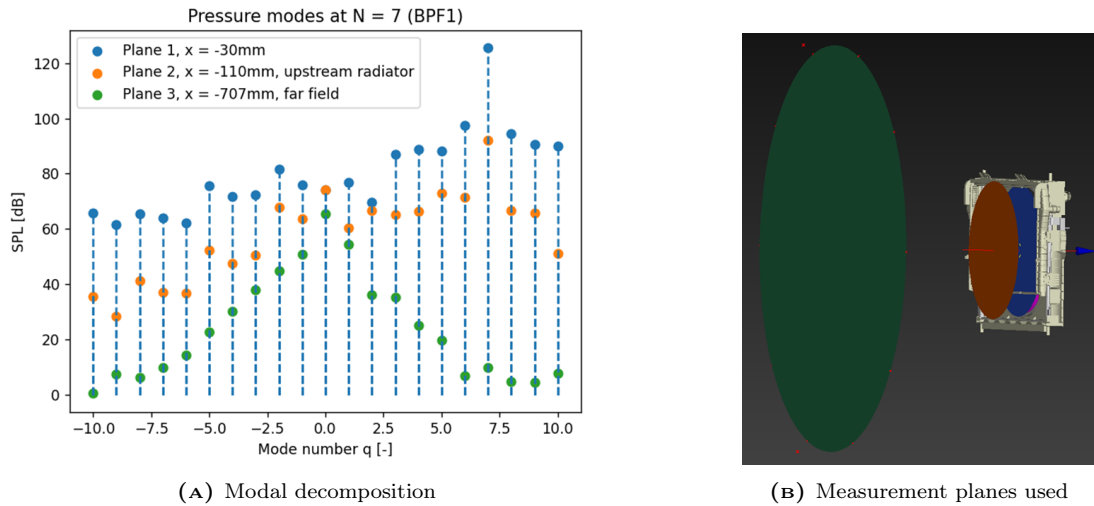 Pressure modes at N = 7 (BPF1)
Plane 1, x = -30mm
Plane 2, x = -110mm, upstream radiator
Plane 3, x = -707mm, far field
SPL [dB]
120
100
80
60
40
20
0
−10.0 −7.5 −5.0 −2.5 0.0 2.5 5.0 7.5 10.0
Mode number q [-]
(A) Modal decomposition
(B) Measurement planes used